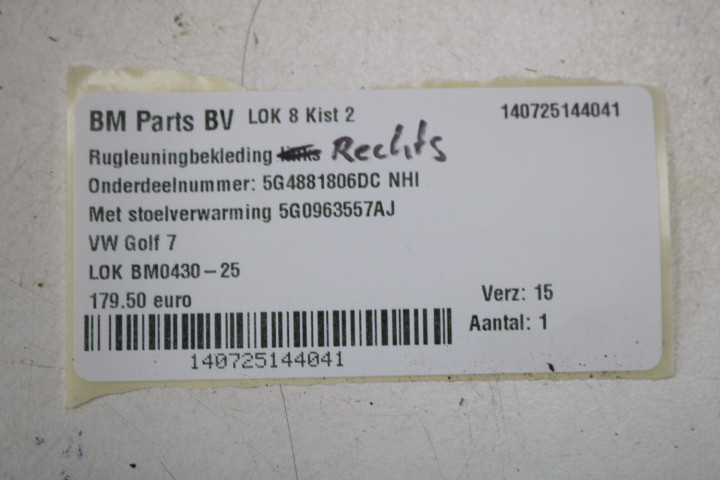 BM Parts BV LOK 8 Kist 2 140725144041
Rugleuningbekleding links Rechts
Onderdeelnummer: 5G4881806DC NHI
Met stoelverwarming 5G0963557AJ
VW Golf 7
LOK BM0430-25
179.50 euro Verz: 15
Aantal: 1
140725144041